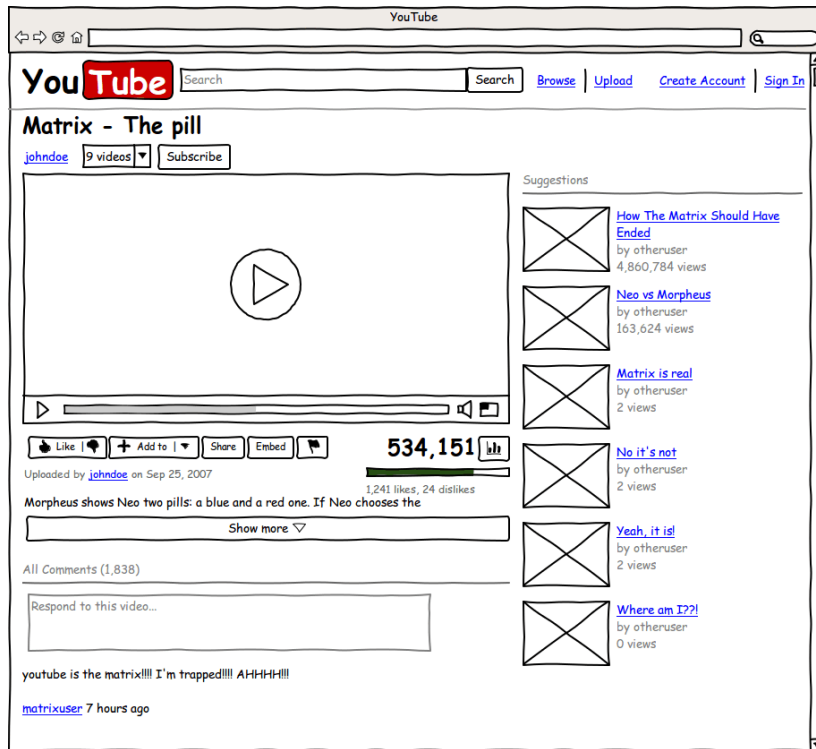 YouTube
YouTube Search Search Browse Upload Create Account Sign In
Matrix - The pill
johndoe 9 videos Subscribe
Like Add to Share Embed 534,151
Uploaded by johndoe on Sep 25, 2007
1,241 likes, 24 dislikes
Morpheus shows Neo two pills: a blue and a red one. If Neo chooses the
Show more
All Comments (1,838)
Respond to this video...
youtube is the matrix!!!! I'm trapped!!!! AHHHH!!!
matrixuser 7 hours ago
Suggestions
How The Matrix Should Have
Ended
by otheruser
4,860,784 views
Neo vs Morpheus
by otheruser
163,624 views
Matrix is real
by otheruser
2 views
No it's not
by otheruser
2 views
Yeah, it is!
by otheruser
2 views
Where am I??!
by otheruser
0 views